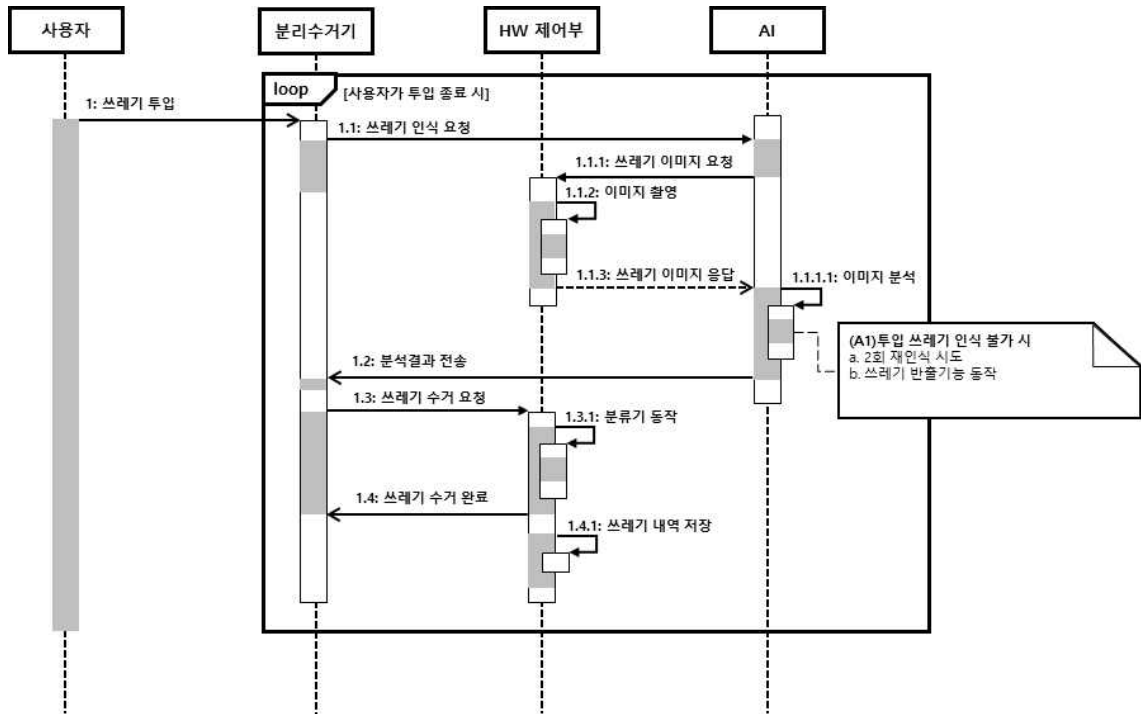 사용자
분리수거기
HW 제어부
AI
loop
[사용자가 투입 종료 시]
1: 쓰레기 투입
1.1: 쓰레기 인식 요청
1.1.1: 쓰레기 이미지 요청
1.1.2: 이미지 촬영
1.1.3: 쓰레기 이미지 응답
1.1.1.1: 이미지 분석
(A1)투입 쓰레기 인식 불가 시
a. 2회 재인식 시도
b. 쓰레기 반출기능 동작
1.2: 분석결과 전송
1.3: 쓰레기 수거 요청
1.3.1: 분류기 동작
1.4: 쓰레기 수거 완료
1.4.1: 쓰레기 내역 저장